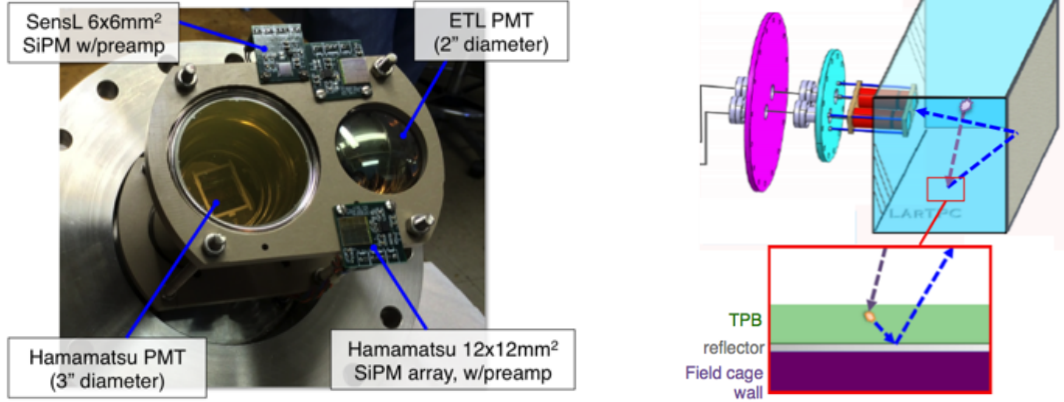 SensL 6x6mm²
SiPM w/preamp
ETL PMT
(2” diameter)
Hamamatsu PMT
(3” diameter)
Hamamatsu 12x12mm²
SiPM array, w/preamp
LArTPC
TPB
reflector
Field cage
wall